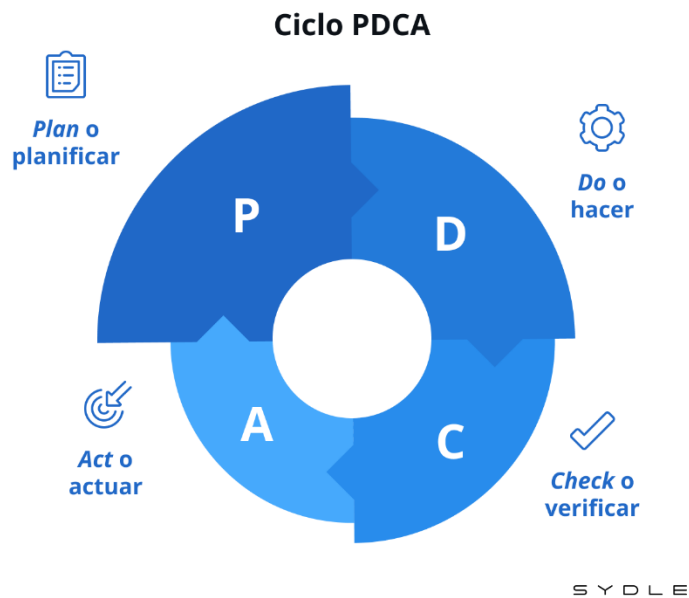 Ciclo PDCA
Plan o
planificar
Do o
hacer
P
D
A
C
Act o
actuar
Check o
verificar
SYDLE